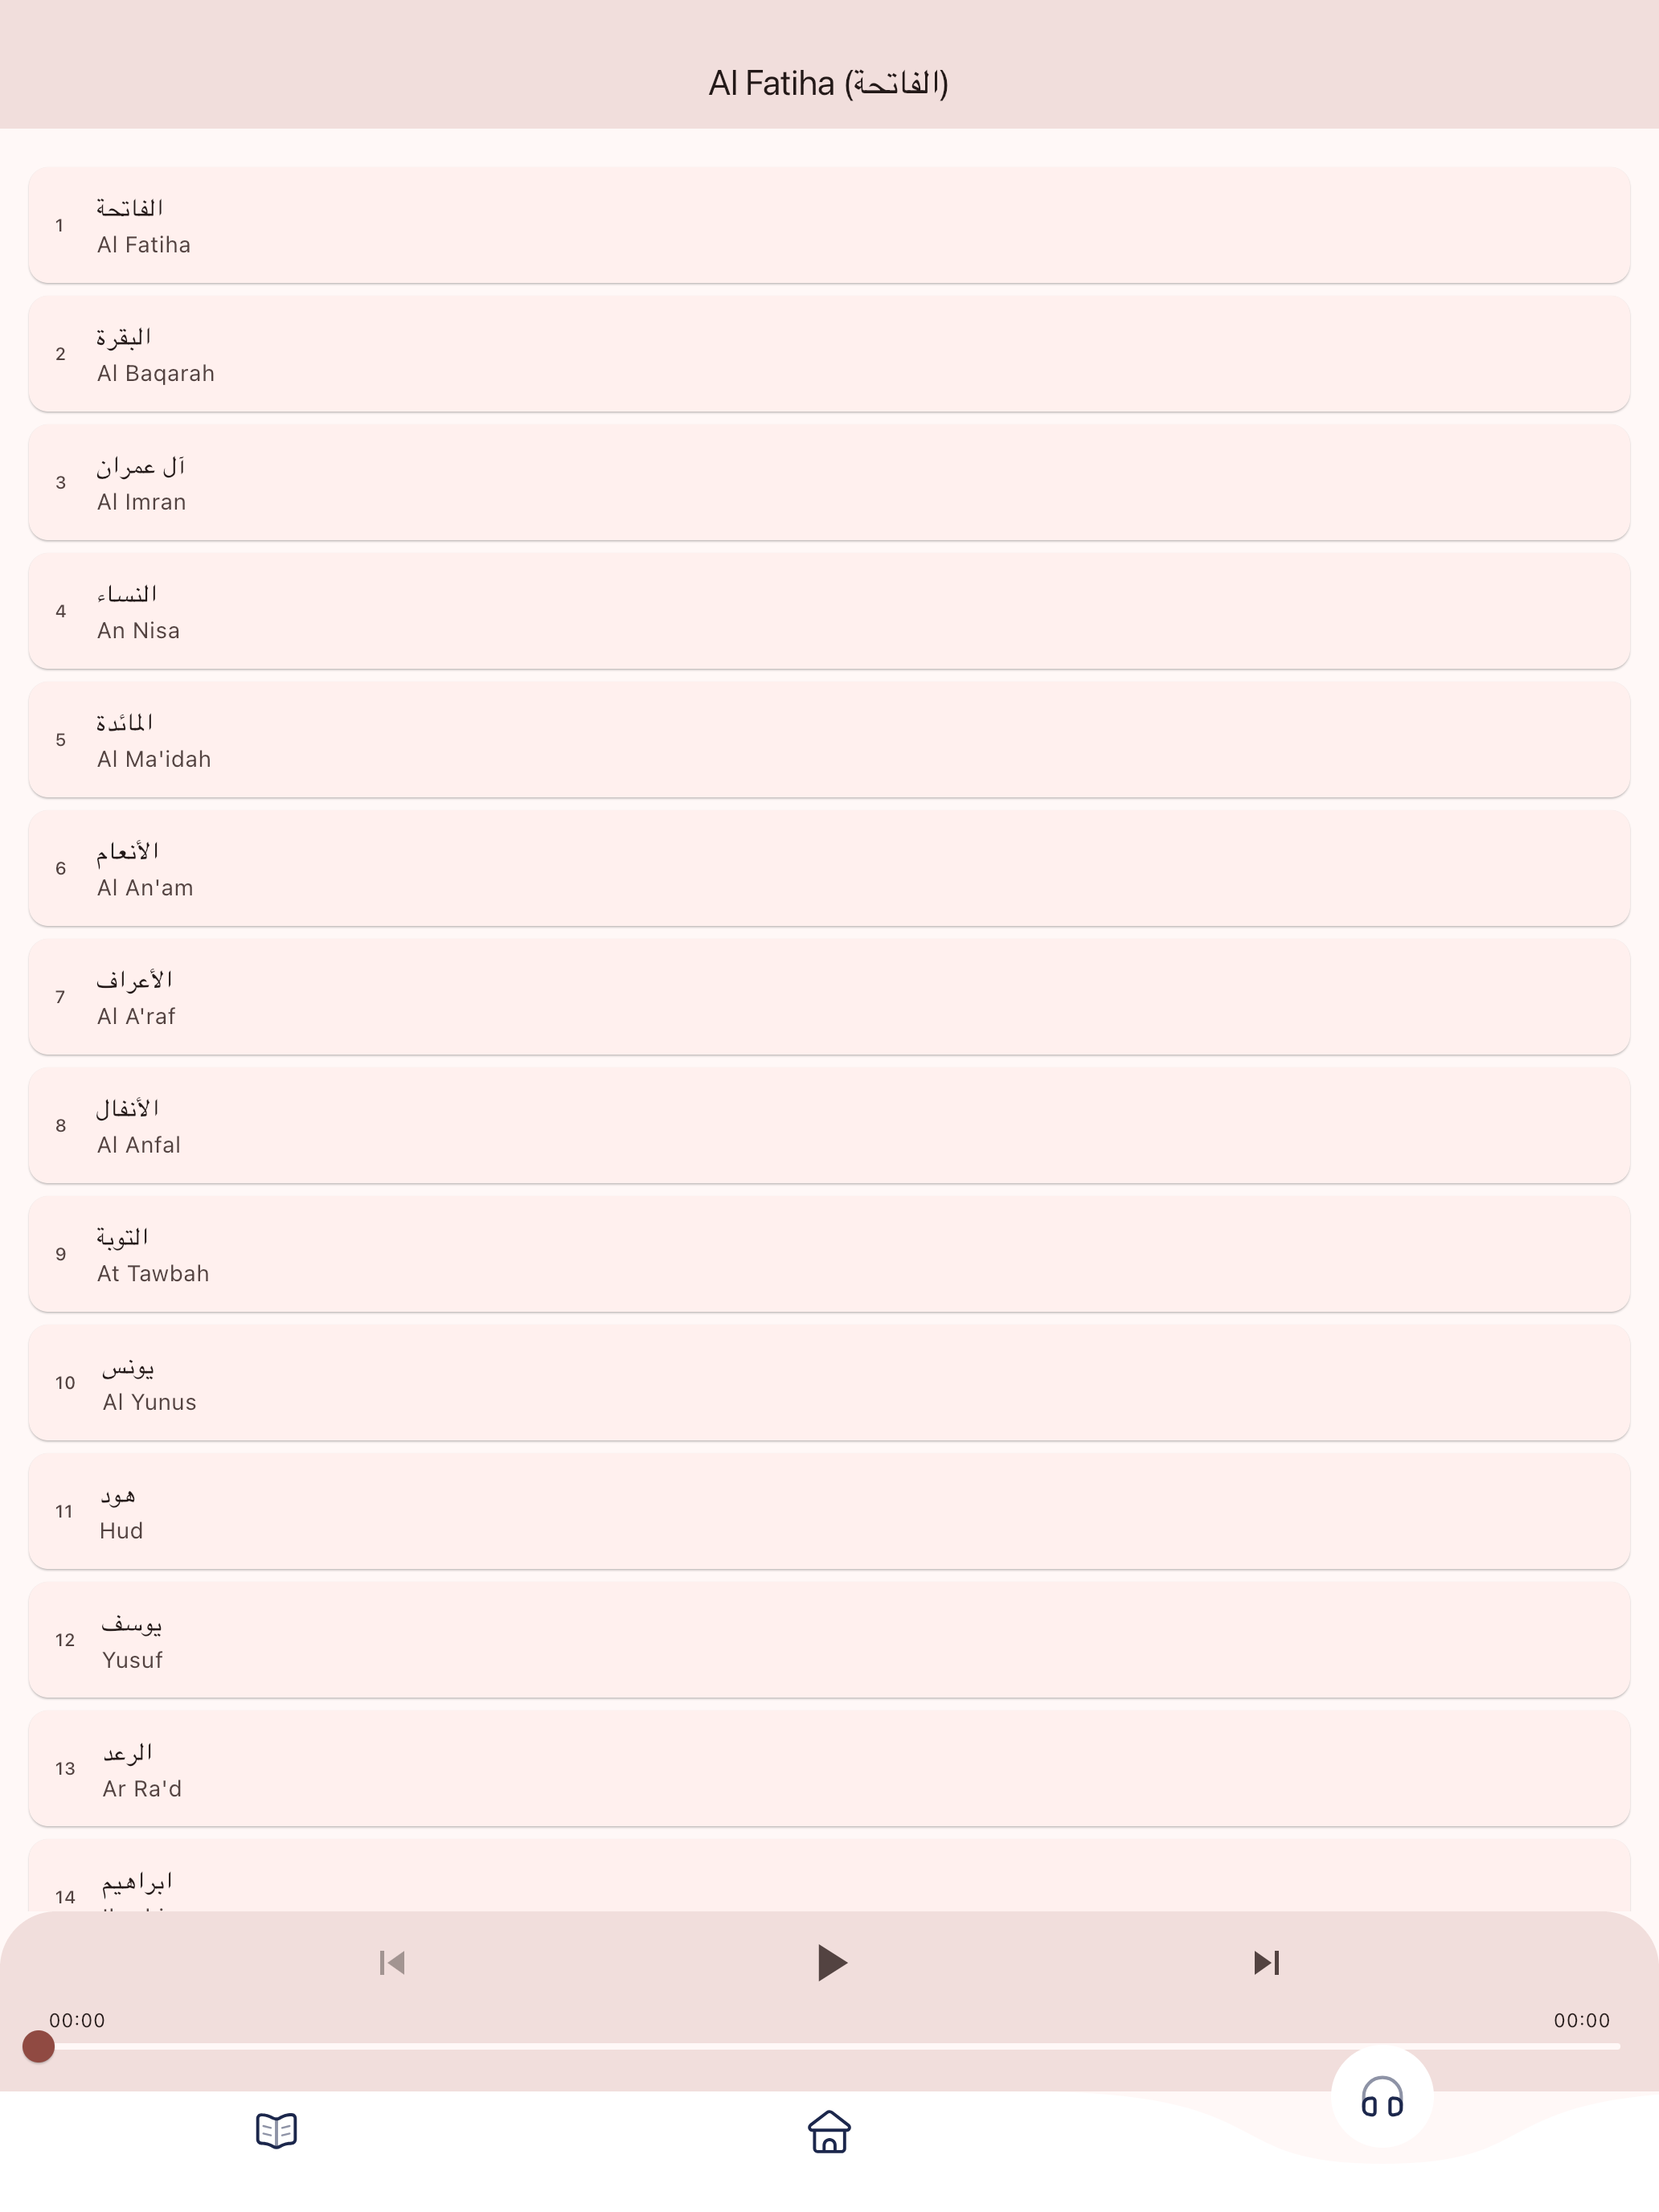 Al Fatiha (الفاتحة)
1
الفاتحة
Al Fatiha
2
البقرة
Al Baqarah
3
آل عمران
Al Imran
4
النساء
An Nisa
5
المائدة
Al Ma'idah
6
الأنعام
Al An'am
7
الأعراف
Al A'raf
8
الأنفال
Al Anfal
9
التوبة
At Tawbah
10
يونس
Al Yunus
11
هود
Hud
12
يوسف
Yusuf
13
الرعد
Ar Ra'd
14
ابراهيم
00:00
00:00